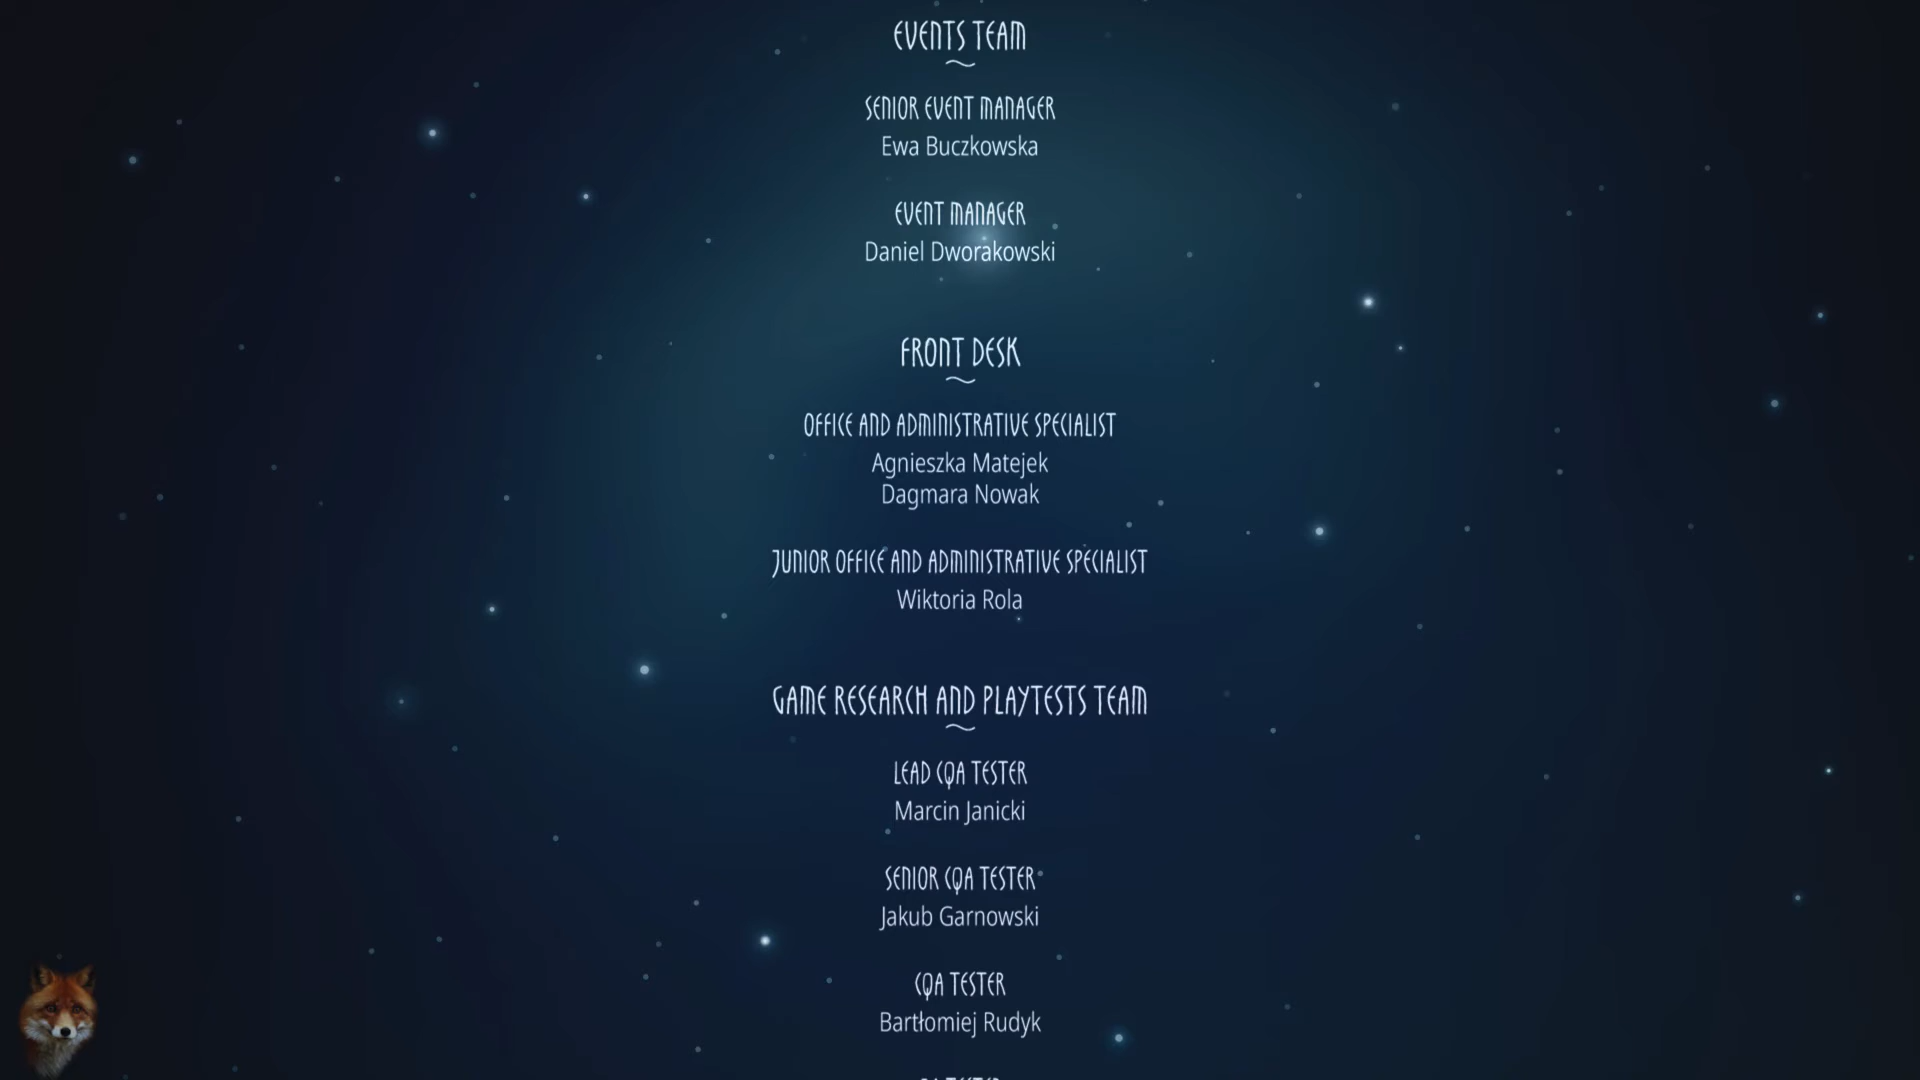 EVENTS TEAM
SENIOR EVENT MANAGER
Ewa Buczkowska
EVENT MANAGER
Daniel Dworakowski
FRONT DESK
OFFICE AND ADMINISTRATIVE SPECIALIST
Agnieszka Matejek
Dagmara Nowak
JUNIOR OFFICE AND ADMINISTRATIVE SPECIALIST
Wiktoria Rola
GAME RESEARCH AND PLAYTESTS TEAM
LEAD CQA TESTER
Marcin Janicki
SENIOR CQA TESTER
Jakub Garnowski
CQA TESTER
Bartłomiej Rudyk